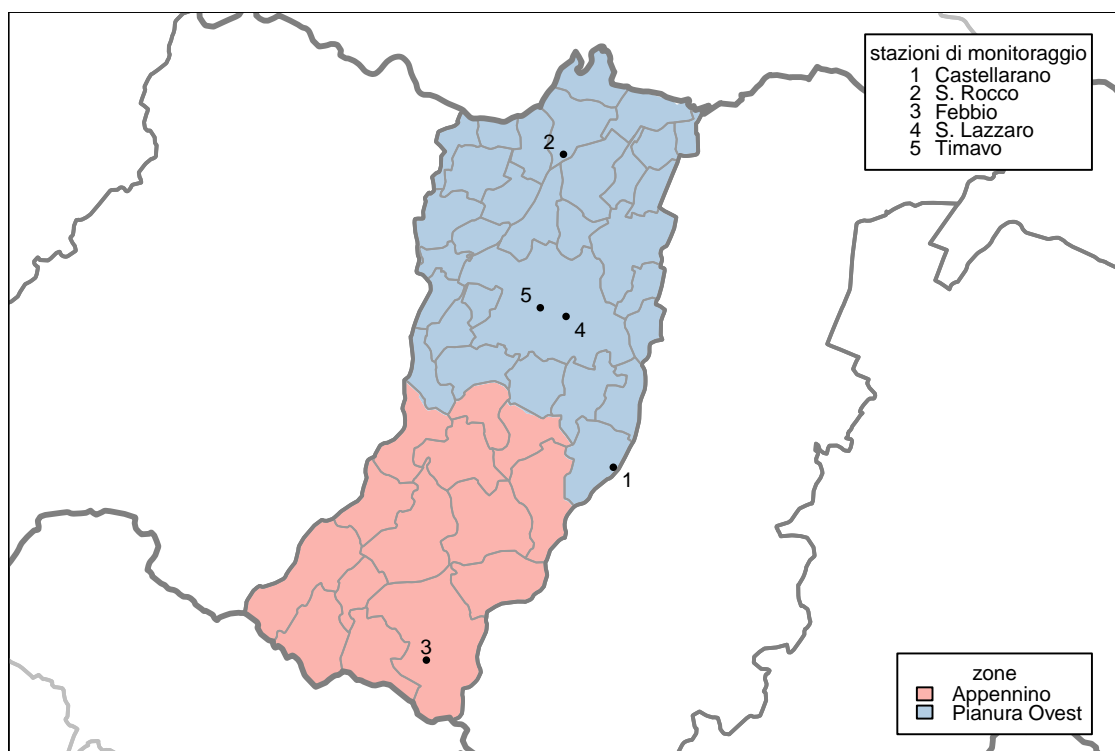 stazioni di monitoraggio
1 Castellarano
2 S. Rocco
3 Febbio
4 S. Lazzaro
5 Timavo
2
5
4
1
3
zone
Appennino
Pianura Ovest